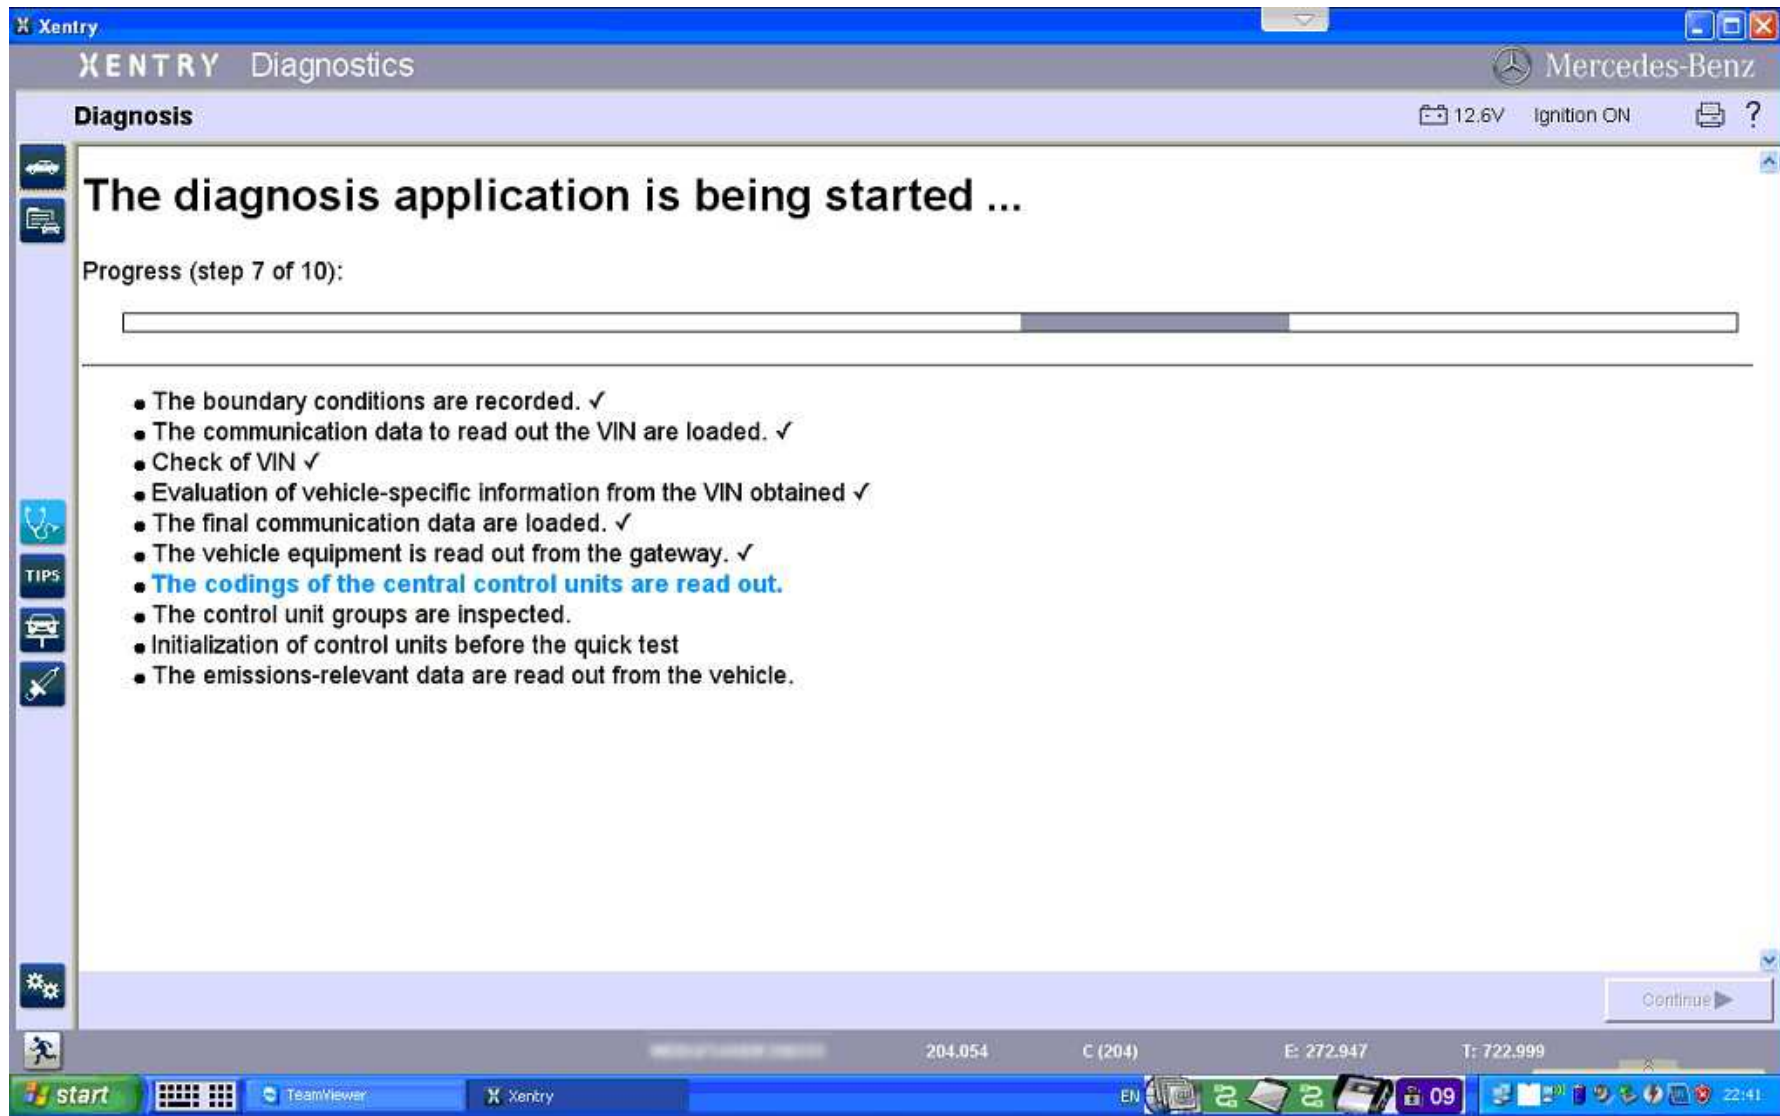 Xentry
XENTRY Diagnostics
Mercedes-Benz
Diagnosis
12.6V Ignition ON ?
The diagnosis application is being started ...
Progress (step 7 of 10):
The boundary conditions are recorded. ✓
The communication data to read out the VIN are loaded. ✓
Check of VIN ✓
Evaluation of vehicle-specific information from the VIN obtained ✓
The final communication data are loaded. ✓
The vehicle equipment is read out from the gateway. ✓
The codings of the central control units are read out.
The control unit groups are inspected.
Initialization of control units before the quick test
The emissions-relevant data are read out from the vehicle.
TIPS
Continue
204.054 C (204) E: 272.947 T: 722.999
start TeamViewer Xentry EN 09 22:41